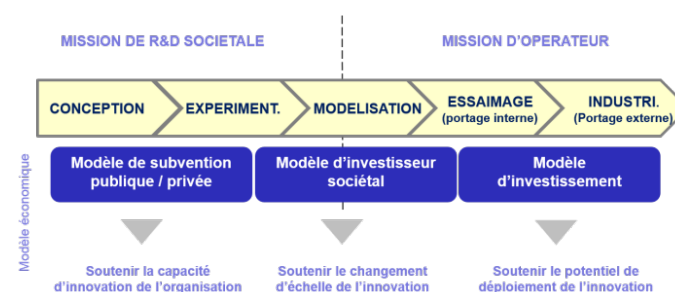 MISSION DE R&D SOCIETALE
MISSION D'OPERATEUR
CONCEPTION
EXPERIMENT.
MODELISATION
ESSAIMAGE
(portage interne)
INDUSTRI.
(Portage externe)
Modèle économique
Modèle de subvention
publique / privée
Modèle d'investisseur
sociétal
Modèle
d'investissement
Soutenir la capacité
d'innovation de l'organisation
Soutenir le changement
d'échelle de l'innovation
Soutenir le potentiel de
déploiement de l'innovation